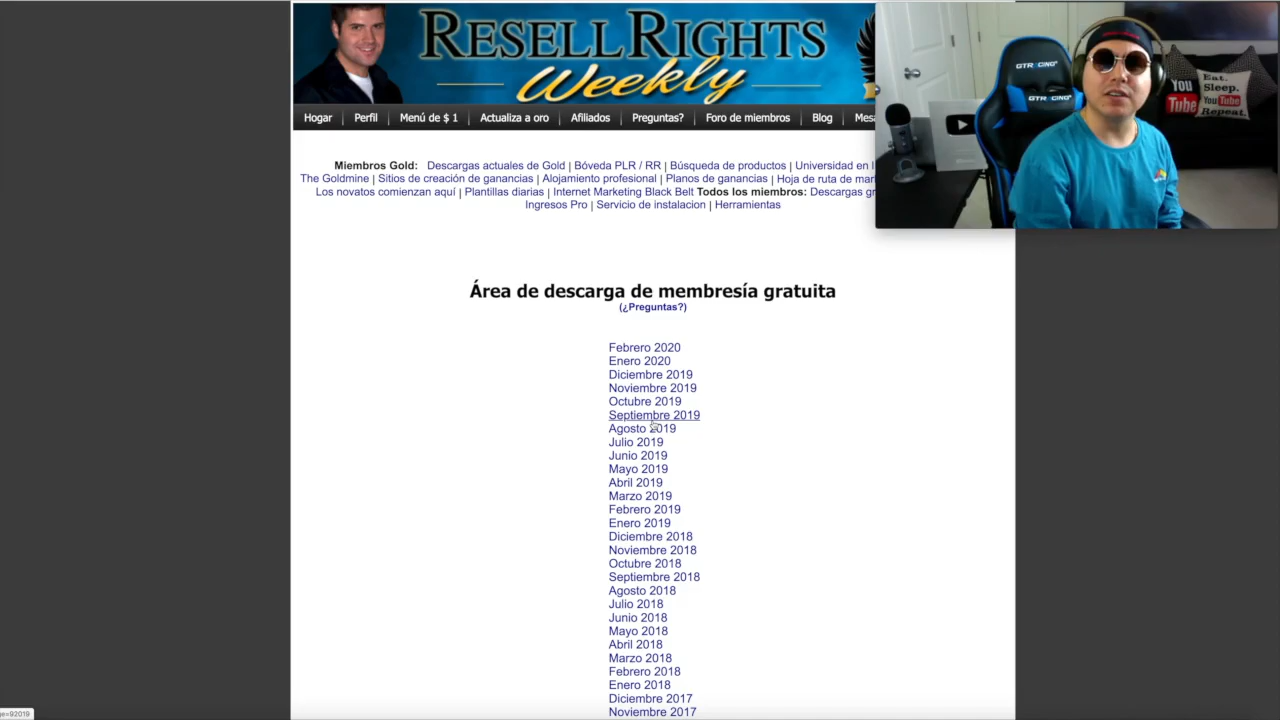 RESELL RIGHTS
Weekly
Hogar | Perfil | Menú de $ 1 | Actualiza a oro | Afiliados | Preguntas? | Foro de miembros | Blog | Mesa
Miembros Gold: Descargas actuales de Gold | Bóveda PLR / RR | Búsqueda de productos | Universidad en
The Goldmine | Sitios de creación de ganancias | Alojamiento profesional | Planos de ganancias | Hoja de ruta de
Los novatos comienzan aquí | Plantillas diarias | Internet Marketing Black Belt Todos los miembros: Descargas
Ingresos Pro | Servicio de instalacion | Herramientas
GTRACING
GTRACING
You
Tube
Eat.
Sleep.
YouTube
Repeat.
Área de descarga de membresía gratuita
(¿Preguntas?)
Febrero 2020
Enero 2020
Diciembre 2019
Noviembre 2019
Octubre 2019
Septiembre 2019
Agosto 2019
Julio 2019
Junio 2019
Mayo 2019
Abril 2019
Marzo 2019
Febrero 2019
Enero 2019
Diciembre 2018
Noviembre 2018
Octubre 2018
Septiembre 2018
Agosto 2018
Julio 2018
Junio 2018
Mayo 2018
Abril 2018
Marzo 2018
Febrero 2018
Enero 2018
Diciembre 2017
Noviembre 2017
ge=92019